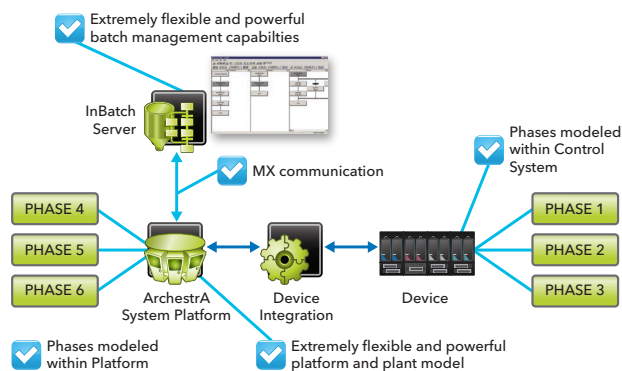 Extremely flexible and powerful
batch management capabilties
InBatch
Server
MX communication
Phases modeled
within Control
System
PHASE 4
PHASE 5
PHASE 6
PHASE 1
PHASE 2
PHASE 3
ArchestrA
System Platform
Device
Integration
Device
Phases modeled
within Platform
Extremely flexible and powerful
platform and plant model